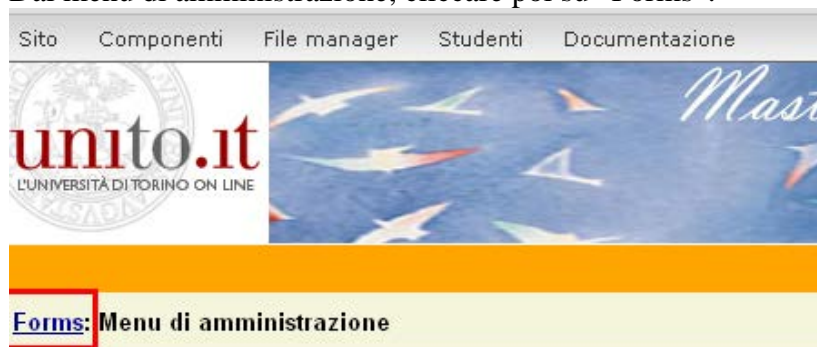 Dal menu di amministrazione, cliccare poi su "Forms".
Sito Componenti File manager Studenti Documentazione
Mast
unito.it
L'UNIVERSITÀ DI TORINO ON LINE
Forms: Menu di amministrazione